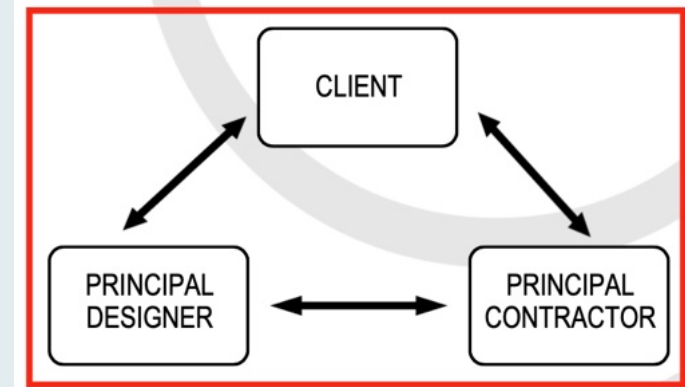 CLIENT
PRINCIPAL
DESIGNER
PRINCIPAL
CONTRACTOR